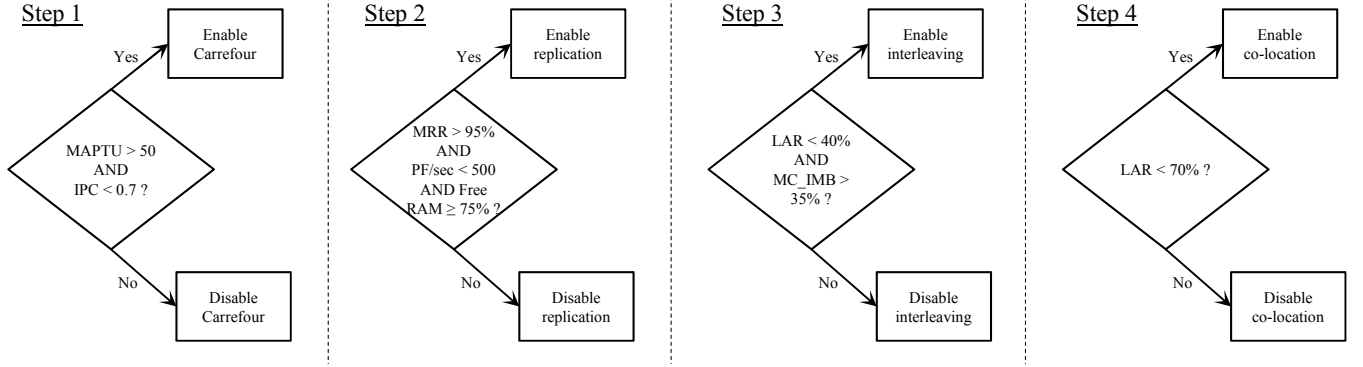 Step 1
Enable
Carrefour
Yes
MAPTU > 50
AND
IPC < 0.7 ?
No
Disable
Carrefour
Step 2
Enable
replication
Yes
MRR > 95%
AND
PF/sec < 500
AND Free
RAM ≥ 75% ?
No
Disable
replication
Step 3
Enable
interleaving
Yes
LAR < 40%
AND
MC_IMB >
35% ?
No
Disable
interleaving
Step 4
Enable
co-location
Yes
LAR < 70% ?
No
Disable
co-location